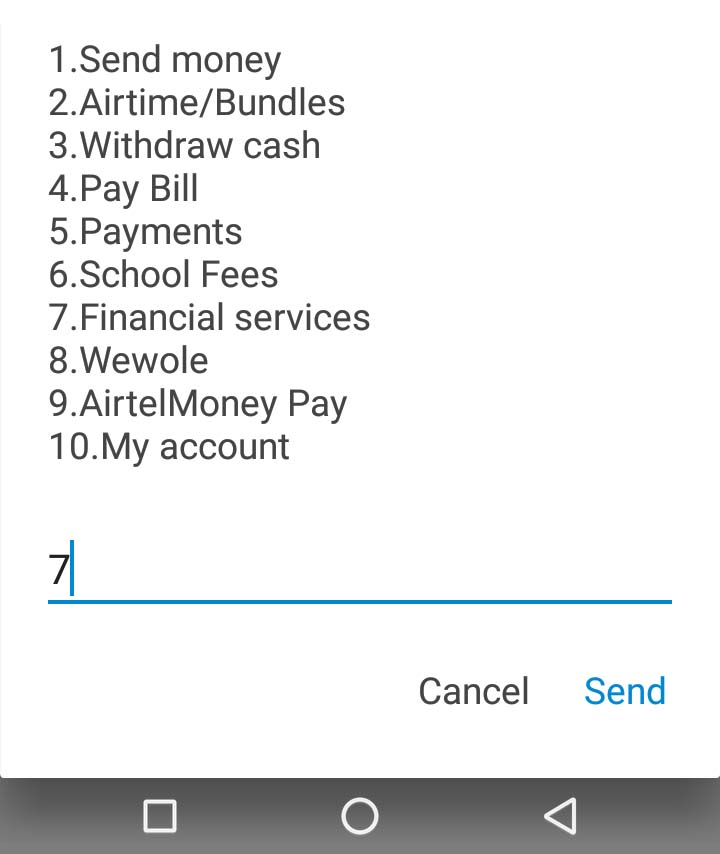 1.Send money
2.Airtime/Bundles
3.Withdraw cash
4.Pay Bill
5.Payments
6.School Fees
7.Financial services
8.Wewole
9.AirtelMoney Pay
10.My account
7
Cancel Send